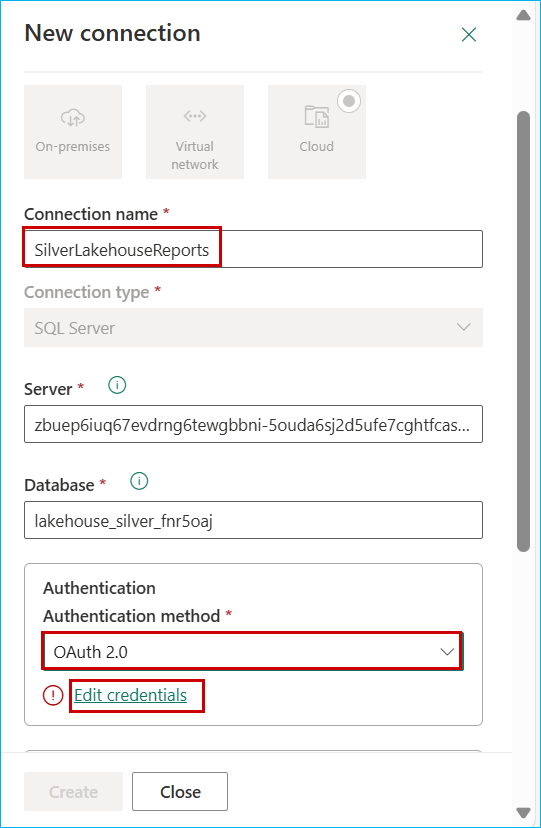 New connection
On-premises
Virtual
network
Cloud
Connection name *
SilverLakehouseReports
Connection type *
SQL Server
Server *
zbuep6iuq67evdrng6tewgbbni-5ouda6sj2d5ufe7cghtfcas...
Database *
lakehouse_silver_fnr5oaj
Authentication
Authentication method *
OAuth 2.0
Edit credentials
Create
Close